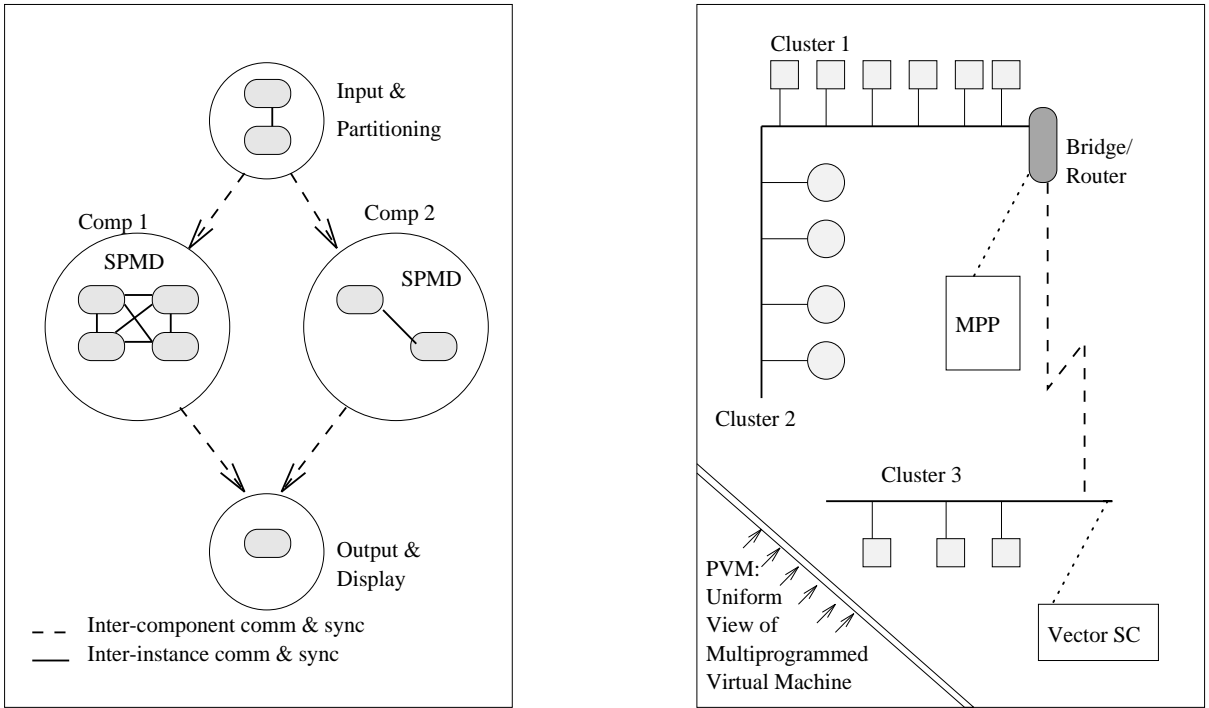 Input &
Partitioning
Comp 1
Comp 2
SPMD
SPMD
Output &
Display
Inter-component comm & sync
Inter-instance comm & sync
Cluster 1
Bridge/
Router
MPP
Cluster 2
Cluster 3
PVM:
Uniform
View of
Multiprogrammed
Virtual Machine
Vector SC